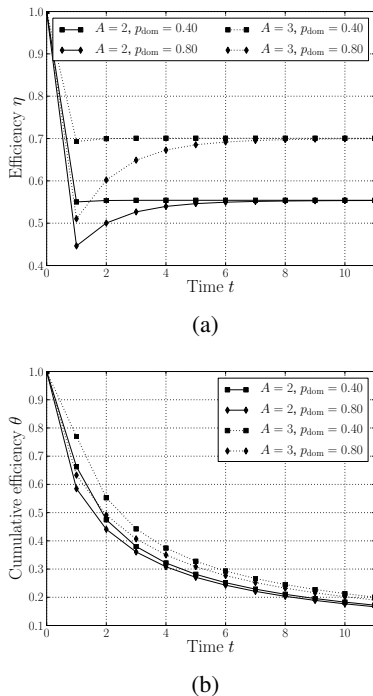 1.0
0.9
0.8
0.7
0.6
0.5
0.4
Efficiency η
A = 2, p_dom = 0.40
A = 2, p_dom = 0.80
A = 3, p_dom = 0.40
A = 3, p_dom = 0.80
0 2 4 6 8 10
Time t
(a)
1.0
0.9
0.8
0.7
0.6
0.5
0.4
0.3
0.2
0.1
Cumulative efficiency θ
A = 2, p_dom = 0.40
A = 2, p_dom = 0.80
A = 3, p_dom = 0.40
A = 3, p_dom = 0.80
0 2 4 6 8 10
Time t
(b)